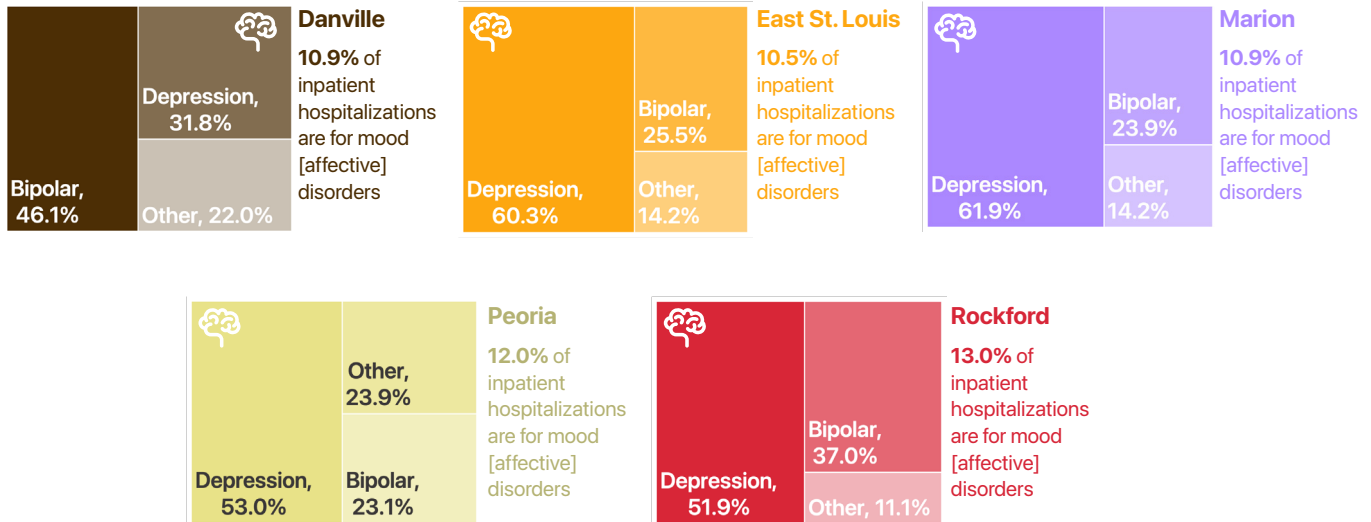 Danville
10.9% of
inpatient
hospitalizations
are for mood
[affective]
disorders
Depression,
31.8%
Bipolar,
46.1%
Other, 22.0%
East St. Louis
10.5% of
inpatient
hospitalizations
are for mood
[affective]
disorders
Bipolar,
25.5%
Depression,
60.3%
Other,
14.2%
Marion
10.9% of
inpatient
hospitalizations
are for mood
[affective]
disorders
Bipolar,
23.9%
Depression,
61.9%
Other,
14.2%
Peoria
12.0% of
inpatient
hospitalizations
are for mood
[affective]
disorders
Other,
23.9%
Depression,
53.0%
Bipolar,
23.1%
Rockford
13.0% of
inpatient
hospitalizations
are for mood
[affective]
disorders
Bipolar,
37.0%
Depression,
51.9%
Other, 11.1%